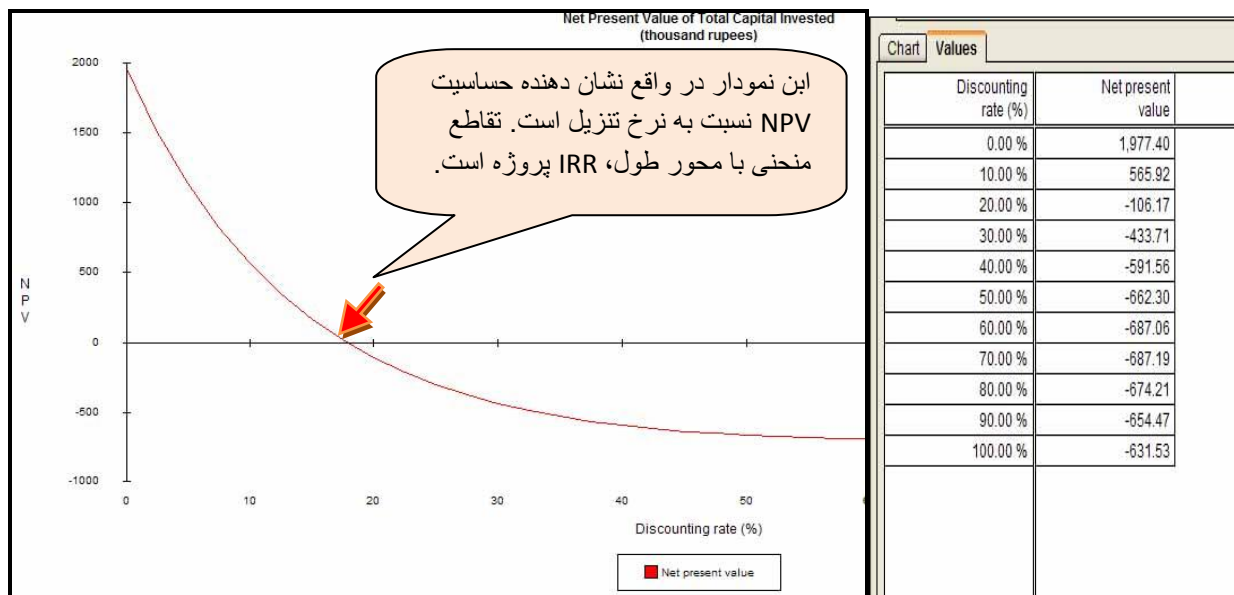 Net Present Value of Total Capital Invested
(thousand rupees)
ابن نمودار در واقع نشان دهنده حساسیت
NPV نسبت به نرخ تنزیل است. تقاطع
منحنی با محور طول، IRR پروژه است.
2000
1500
1000
500
0
-500
-1000
N
P
V
0 10 20 30 40 50
Discounting rate (%)
Net present value
Chart Values
Discounting Net present
rate (%) value
0.00 % 1,977.40
10.00 % 565.92
20.00 % -106.17
30.00 % -433.71
40.00 % -591.56
50.00 % -662.30
60.00 % -687.06
70.00 % -687.19
80.00 % -674.21
90.00 % -654.47
100.00 % -631.53